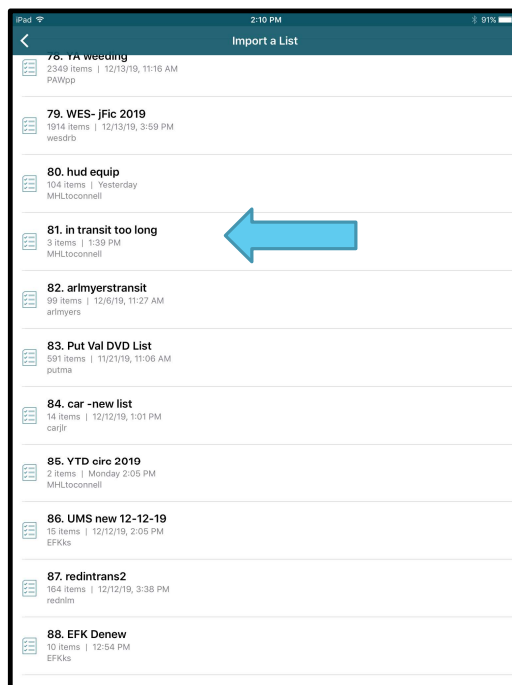 iPad 2:10 PM 91%
Import a List
78. YA weeding
2349 items | 12/13/19, 11:16 AM
PAWpp
79. WES- jFic 2019
1914 items | 12/13/19, 3:59 PM
wesdrb
80. hud equip
104 items | Yesterday
MHLtoconnell
81. in transit too long
3 items | 1:39 PM
MHLtoconnell
82. arlmyerstransit
99 items | 12/6/19, 11:27 AM
arlmyers
83. Put Val DVD List
591 items | 11/21/19, 11:06 AM
putma
84. car -new list
14 items | 12/12/19, 1:01 PM
carjlr
85. YTD circ 2019
2 items | Monday 2:05 PM
MHLtoconnell
86. UMS new 12-12-19
15 items | 12/12/19, 2:05 PM
EFKks
87. redintrans2
164 items | 12/12/19, 3:38 PM
rednlm
88. EFK Denew
10 items | 12:54 PM
EFKks